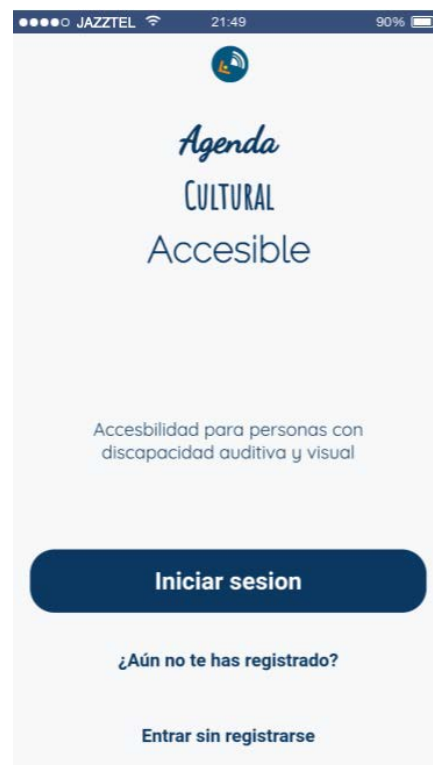 JAZZTEL 21:49 90%
Agenda
CULTURAL
Accesible
Accesbilidad para personas con
discapacidad auditiva y visual
Iniciar sesion
¿Aún no te has registrado?
Entrar sin registrarse